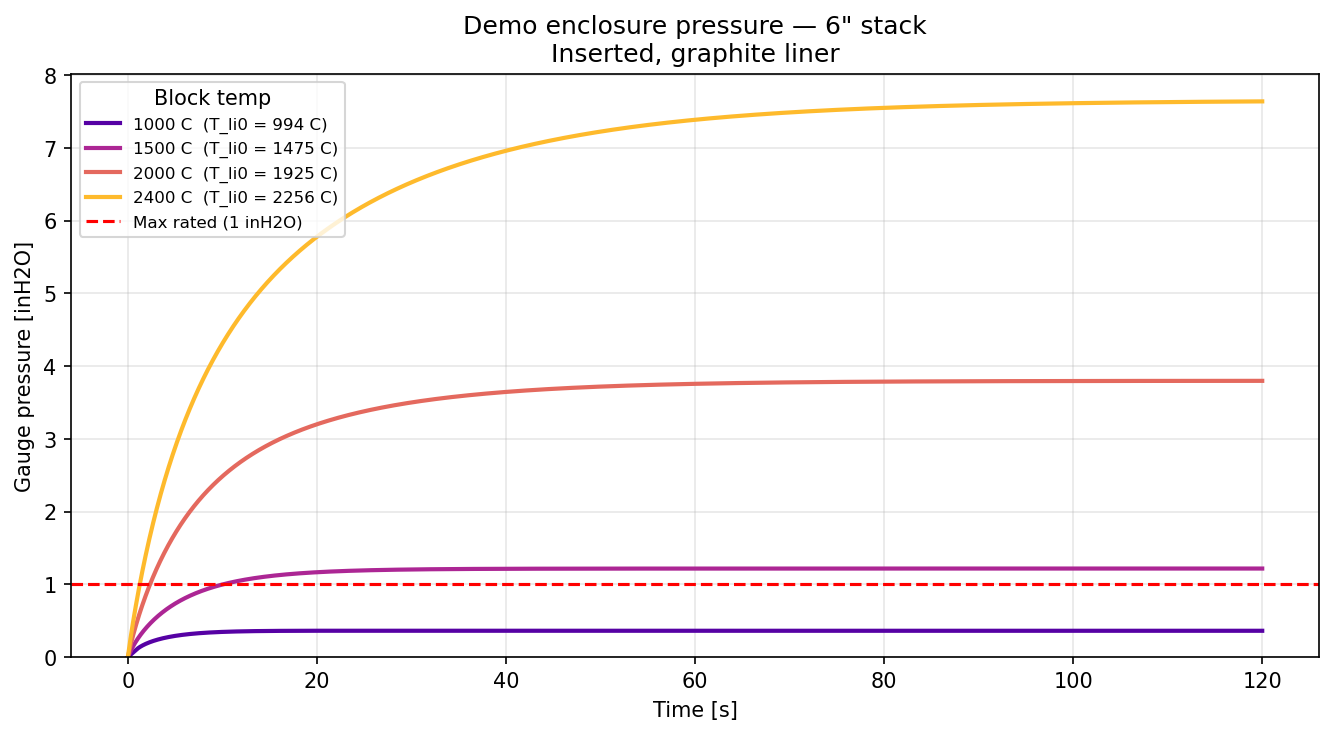 Demo enclosure pressure — 6" stack
Inserted, graphite liner
Gauge pressure [inH2O]
8
7
6
5
4
3
2
1
0
Block temp
1000 C  (T_li0 = 994 C)
1500 C  (T_li0 = 1475 C)
2000 C  (T_li0 = 1925 C)
2400 C  (T_li0 = 2256 C)
Max rated (1 inH2O)
0 20 40 60 80 100 120
Time [s]